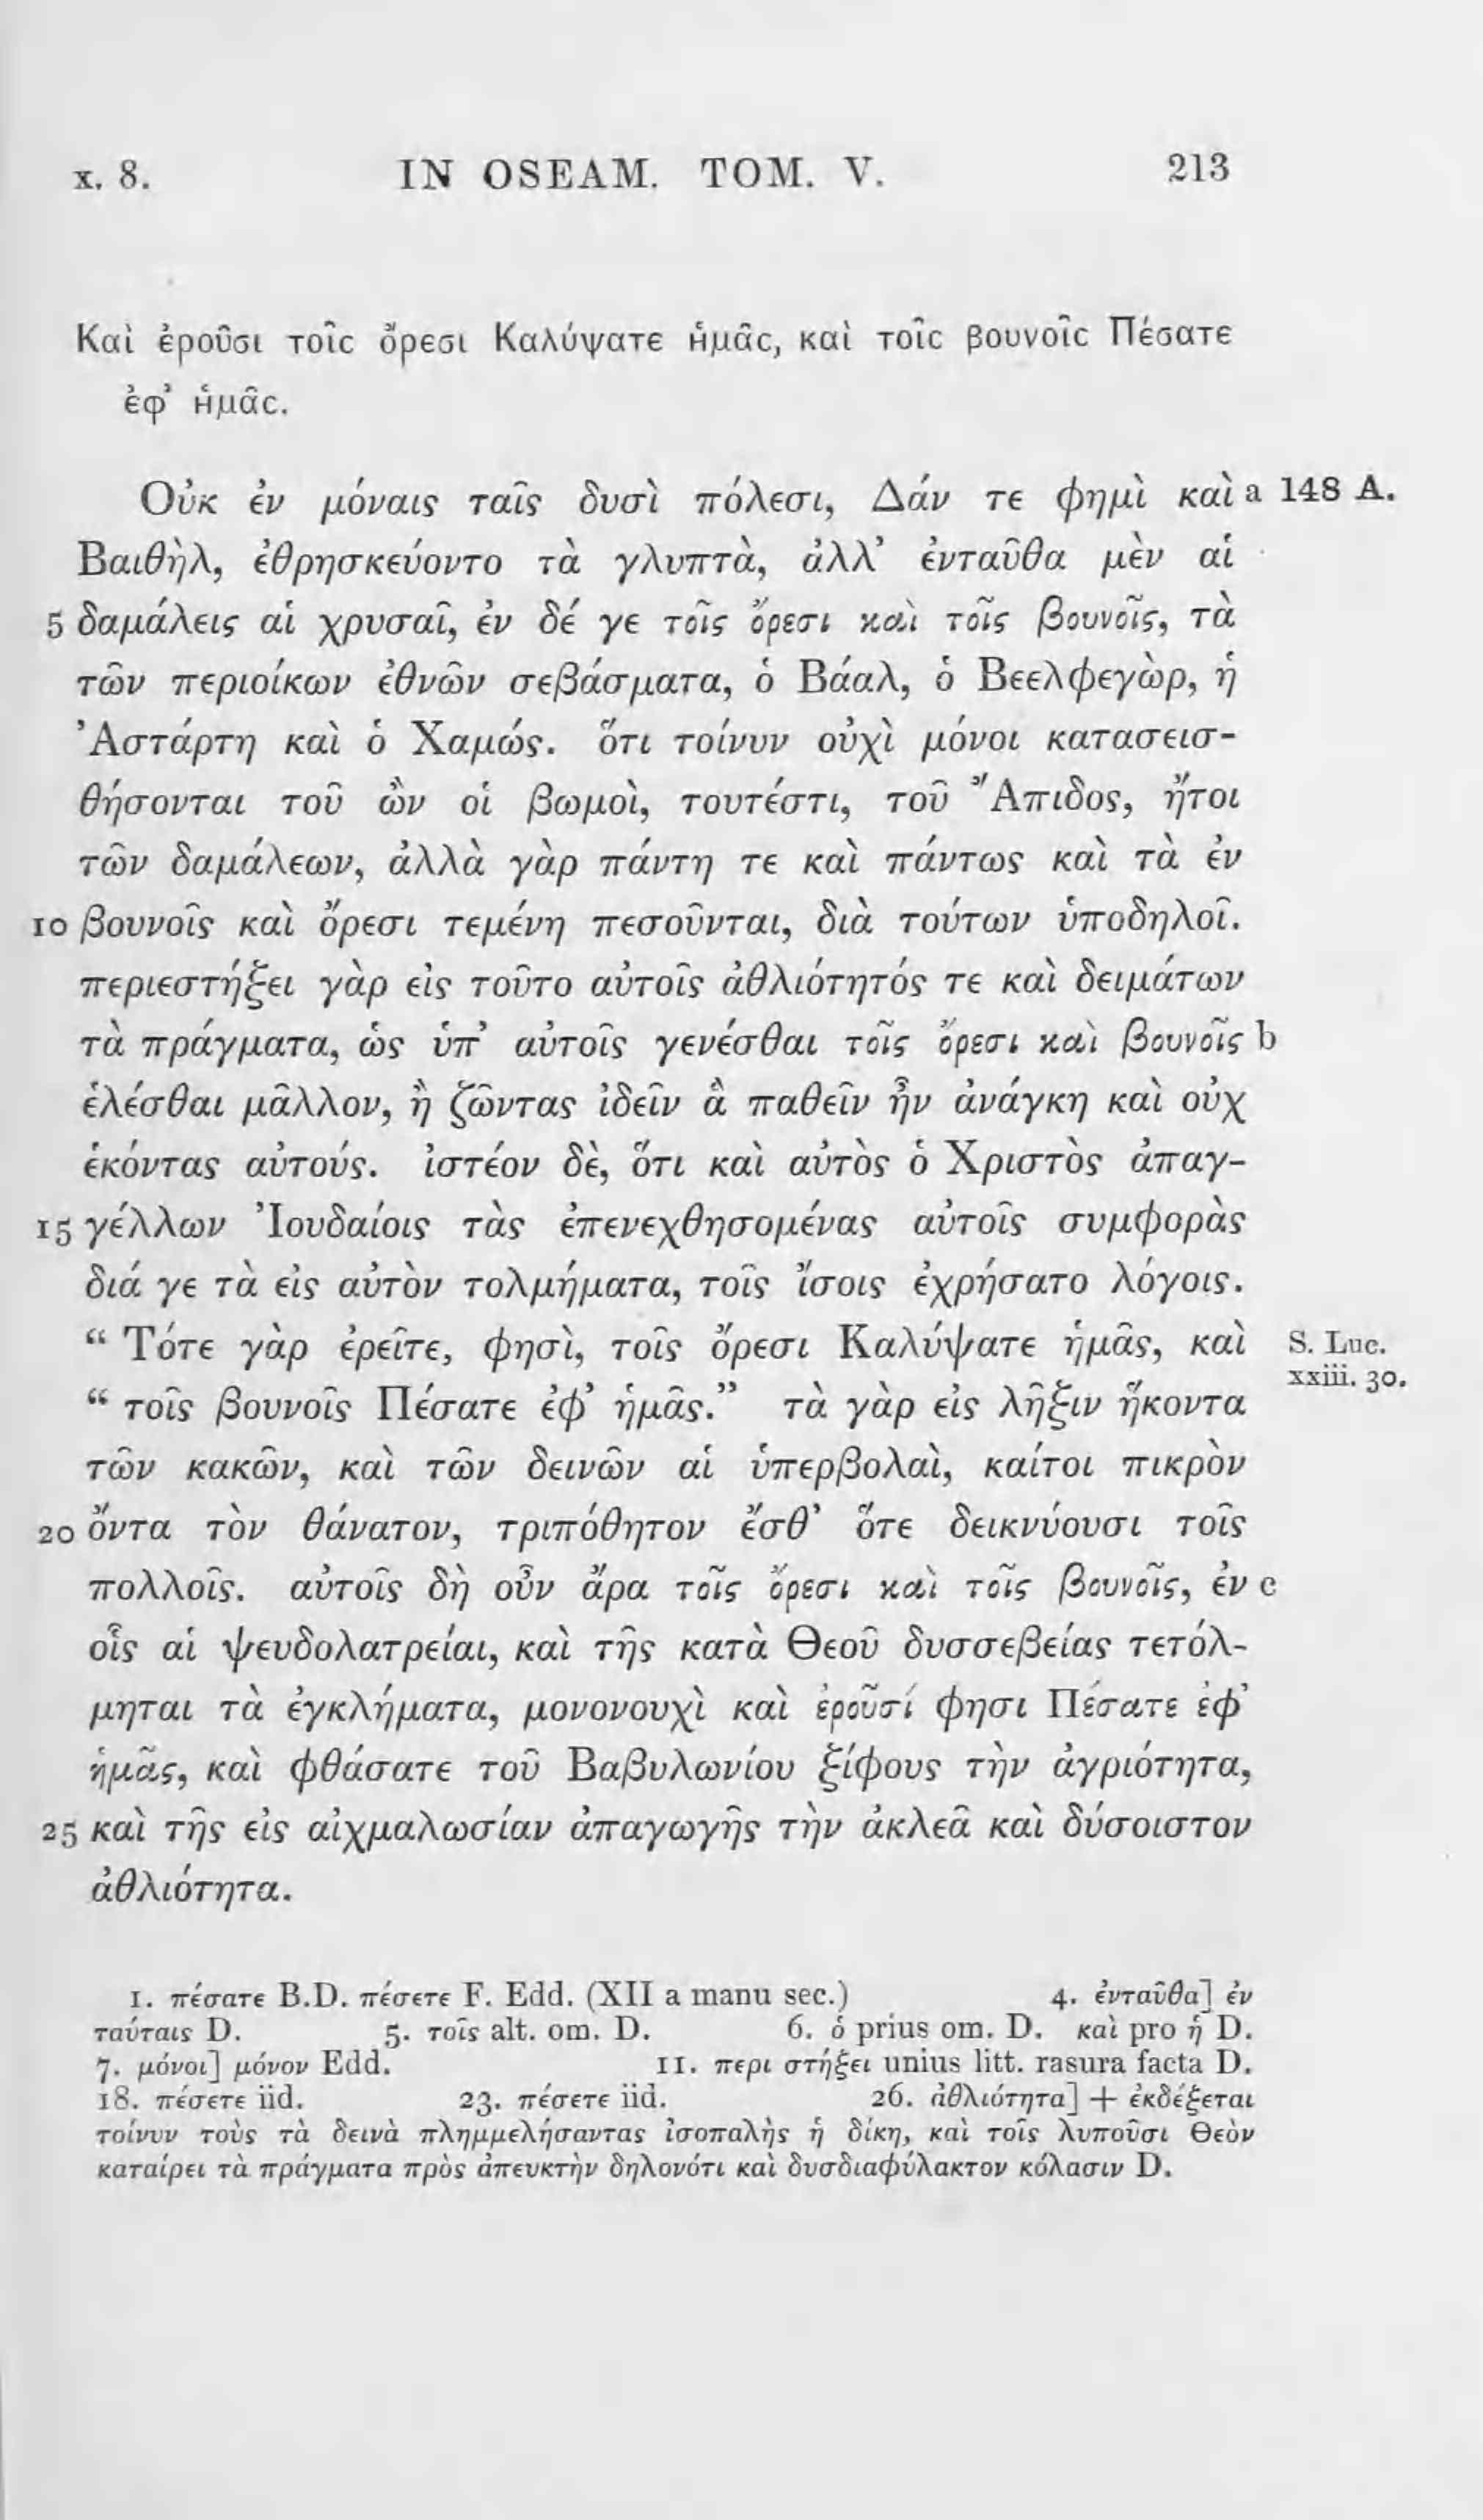 x. 8. IN OSEAM. TOM. V. 213
Καὶ ἐροῦσι τοῖς ὄρεσι Καλύψατε ἡμᾶς, καὶ τοῖς βουνοῖς Πέσατε
ἐφ’ ἡμᾶς.
Οὐκ ἐν μόναις ταῖς δυσὶ πόλεσι, Δάν τε φημὶ καὶ a 148 A.
Βαιθὴλ, ἐθρησκεύοντο τὰ γλυπτὰ, ἀλλ’ ἐνταῦθα μὲν αἱ
5 δαμάλεις αἱ χρυσαῖ, ἐν δέ γε τοῖς ὄρεσι καὶ τοῖς βουνοῖς, τὰ
τῶν περιοίκων ἐθνῶν σεβάσματα, ὁ Βάαλ, ὁ Βεελφεγὼρ, ἡ
Ἀστάρτη καὶ ὁ Χαμώς. ὅτι τοίνυν οὐχὶ μόνοι κατασεισ-
θήσονται τοῦ ὢν οἱ βωμοὶ, τουτέστι, τοῦ Ἄπιδος, ἤτοι
τῶν δαμάλεων, ἀλλὰ γὰρ πάντη τε καὶ πάντως καὶ τὰ ἐν
10 βουνοῖς καὶ ὄρεσι τεμένη πεσοῦνται, διὰ τούτων ὑποδηλοῖ.
περιεστήξει γὰρ εἰς τοῦτο αὐτοῖς ἀθλιότητός τε καὶ δειμάτων
τὰ πράγματα, ὡς ὑπ’ αὐτοῖς γενέσθαι τοῖς ὄρεσι καὶ βουνοῖς b
ἑλέσθαι μᾶλλον, ἢ ζῶντας ἰδεῖν ἃ παθεῖν ἦν ἀνάγκη καὶ οὐχ
ἑκόντας αὐτούς. ἰστέον δὲ, ὅτι καὶ αὐτὸς ὁ Χριστὸς ἀπαγ-
15 γέλλων Ἰουδαίοις τὰς ἐπενεχθησομένας αὐτοῖς συμφορὰς
διά γε τὰ εἰς αὐτὸν τολμήματα, τοῖς ἴσοις ἐχρήσατο λόγοις.
“ Τότε γὰρ ἐρεῖτε, φησὶ, τοῖς ὄρεσι Καλύψατε ἡμᾶς, καὶ S. Luc.
xxiii. 30.
“ τοῖς βουνοῖς Πέσατε ἐφ’ ἡμᾶς.” τὰ γὰρ εἰς λῆξιν ἥκοντα
τῶν κακῶν, καὶ τῶν δεινῶν αἱ ὑπερβολαὶ, καίτοι πικρὸν
20 ὄντα τὸν θάνατον, τριπόθητον ἔσθ’ ὅτε δεικνύουσι τοῖς
πολλοῖς. αὐτοῖς δὴ οὖν ἄρα τοῖς ὄρεσι καὶ τοῖς βουνοῖς, ἐν c
οἷς αἱ ψευδολατρείαι, καὶ τῆς κατὰ Θεοῦ δυσσεβείας τετόλ-
μηται τὰ ἐγκλήματα, μονονουχὶ καὶ ἐροῦσί φησι Πέσατε ἐφ’
ἡμᾶς, καὶ φθάσατε τοῦ Βαβυλωνίου ξίφους τὴν ἀγριότητα,
25 καὶ τῆς εἰς αἰχμαλωσίαν ἀπαγωγῆς τὴν ἀκλεᾶ καὶ δύσοιστον
ἀθλιότητα.
1. πέσατε B.D. πέσετε F. Edd. (XII a manu sec.) 4. ἐνταῦθα] ἐν
ταύταις D. 5. τοῖς alt. om. D. 6. ὁ prius om. D. καὶ pro ἡ D.
7. μόνοι] μόνον Edd. 11. περι στήξει unius litt. rasura facta D.
18. πέσετε iid. 23. πέσετε iid. 26. ἀθλιότητα] + ἐκδέξεται
τοίνυν τοὺς τὰ δεινὰ πλημμελήσαντας ἰσοπαλὴς ἡ δίκη, καὶ τοῖς λυποῦσι Θεὸν
καταίρει τὰ πράγματα πρὸς ἀπευκτὴν δηλονότι καὶ δυσδιαφύλακτον κόλασιν D.